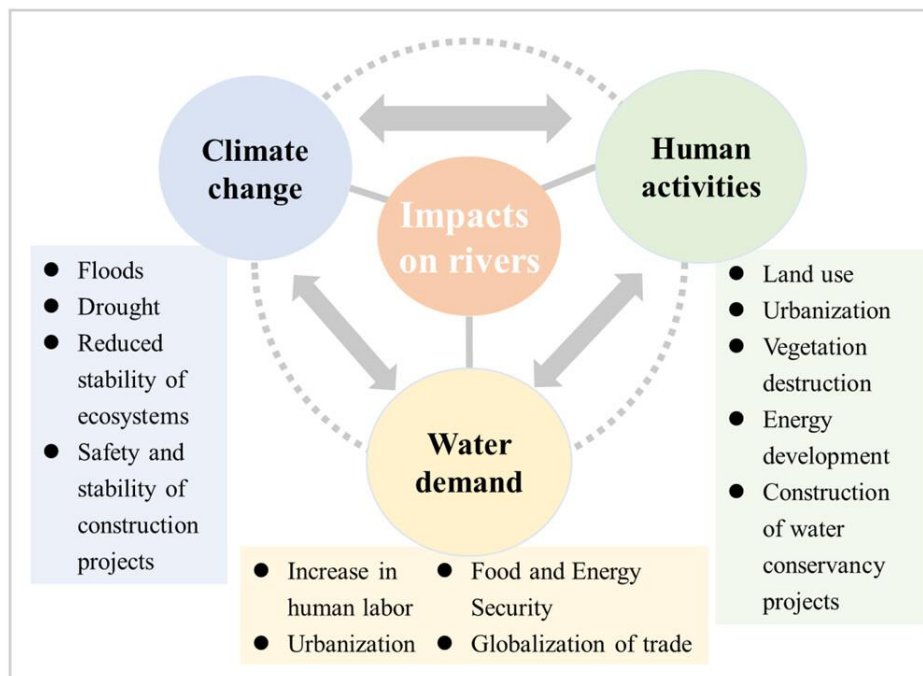 Climate
change
Human
activities
Impacts
on rivers
Water
demand
● Floods
● Drought
● Reduced
stability of
ecosystems
● Safety and
stability of
construction
projects
● Increase in
human labor
● Urbanization
● Food and Energy
Security
● Globalization of trade
● Land use
● Urbanization
● Vegetation
destruction
● Energy
development
● Construction
of water
conservancy
projects